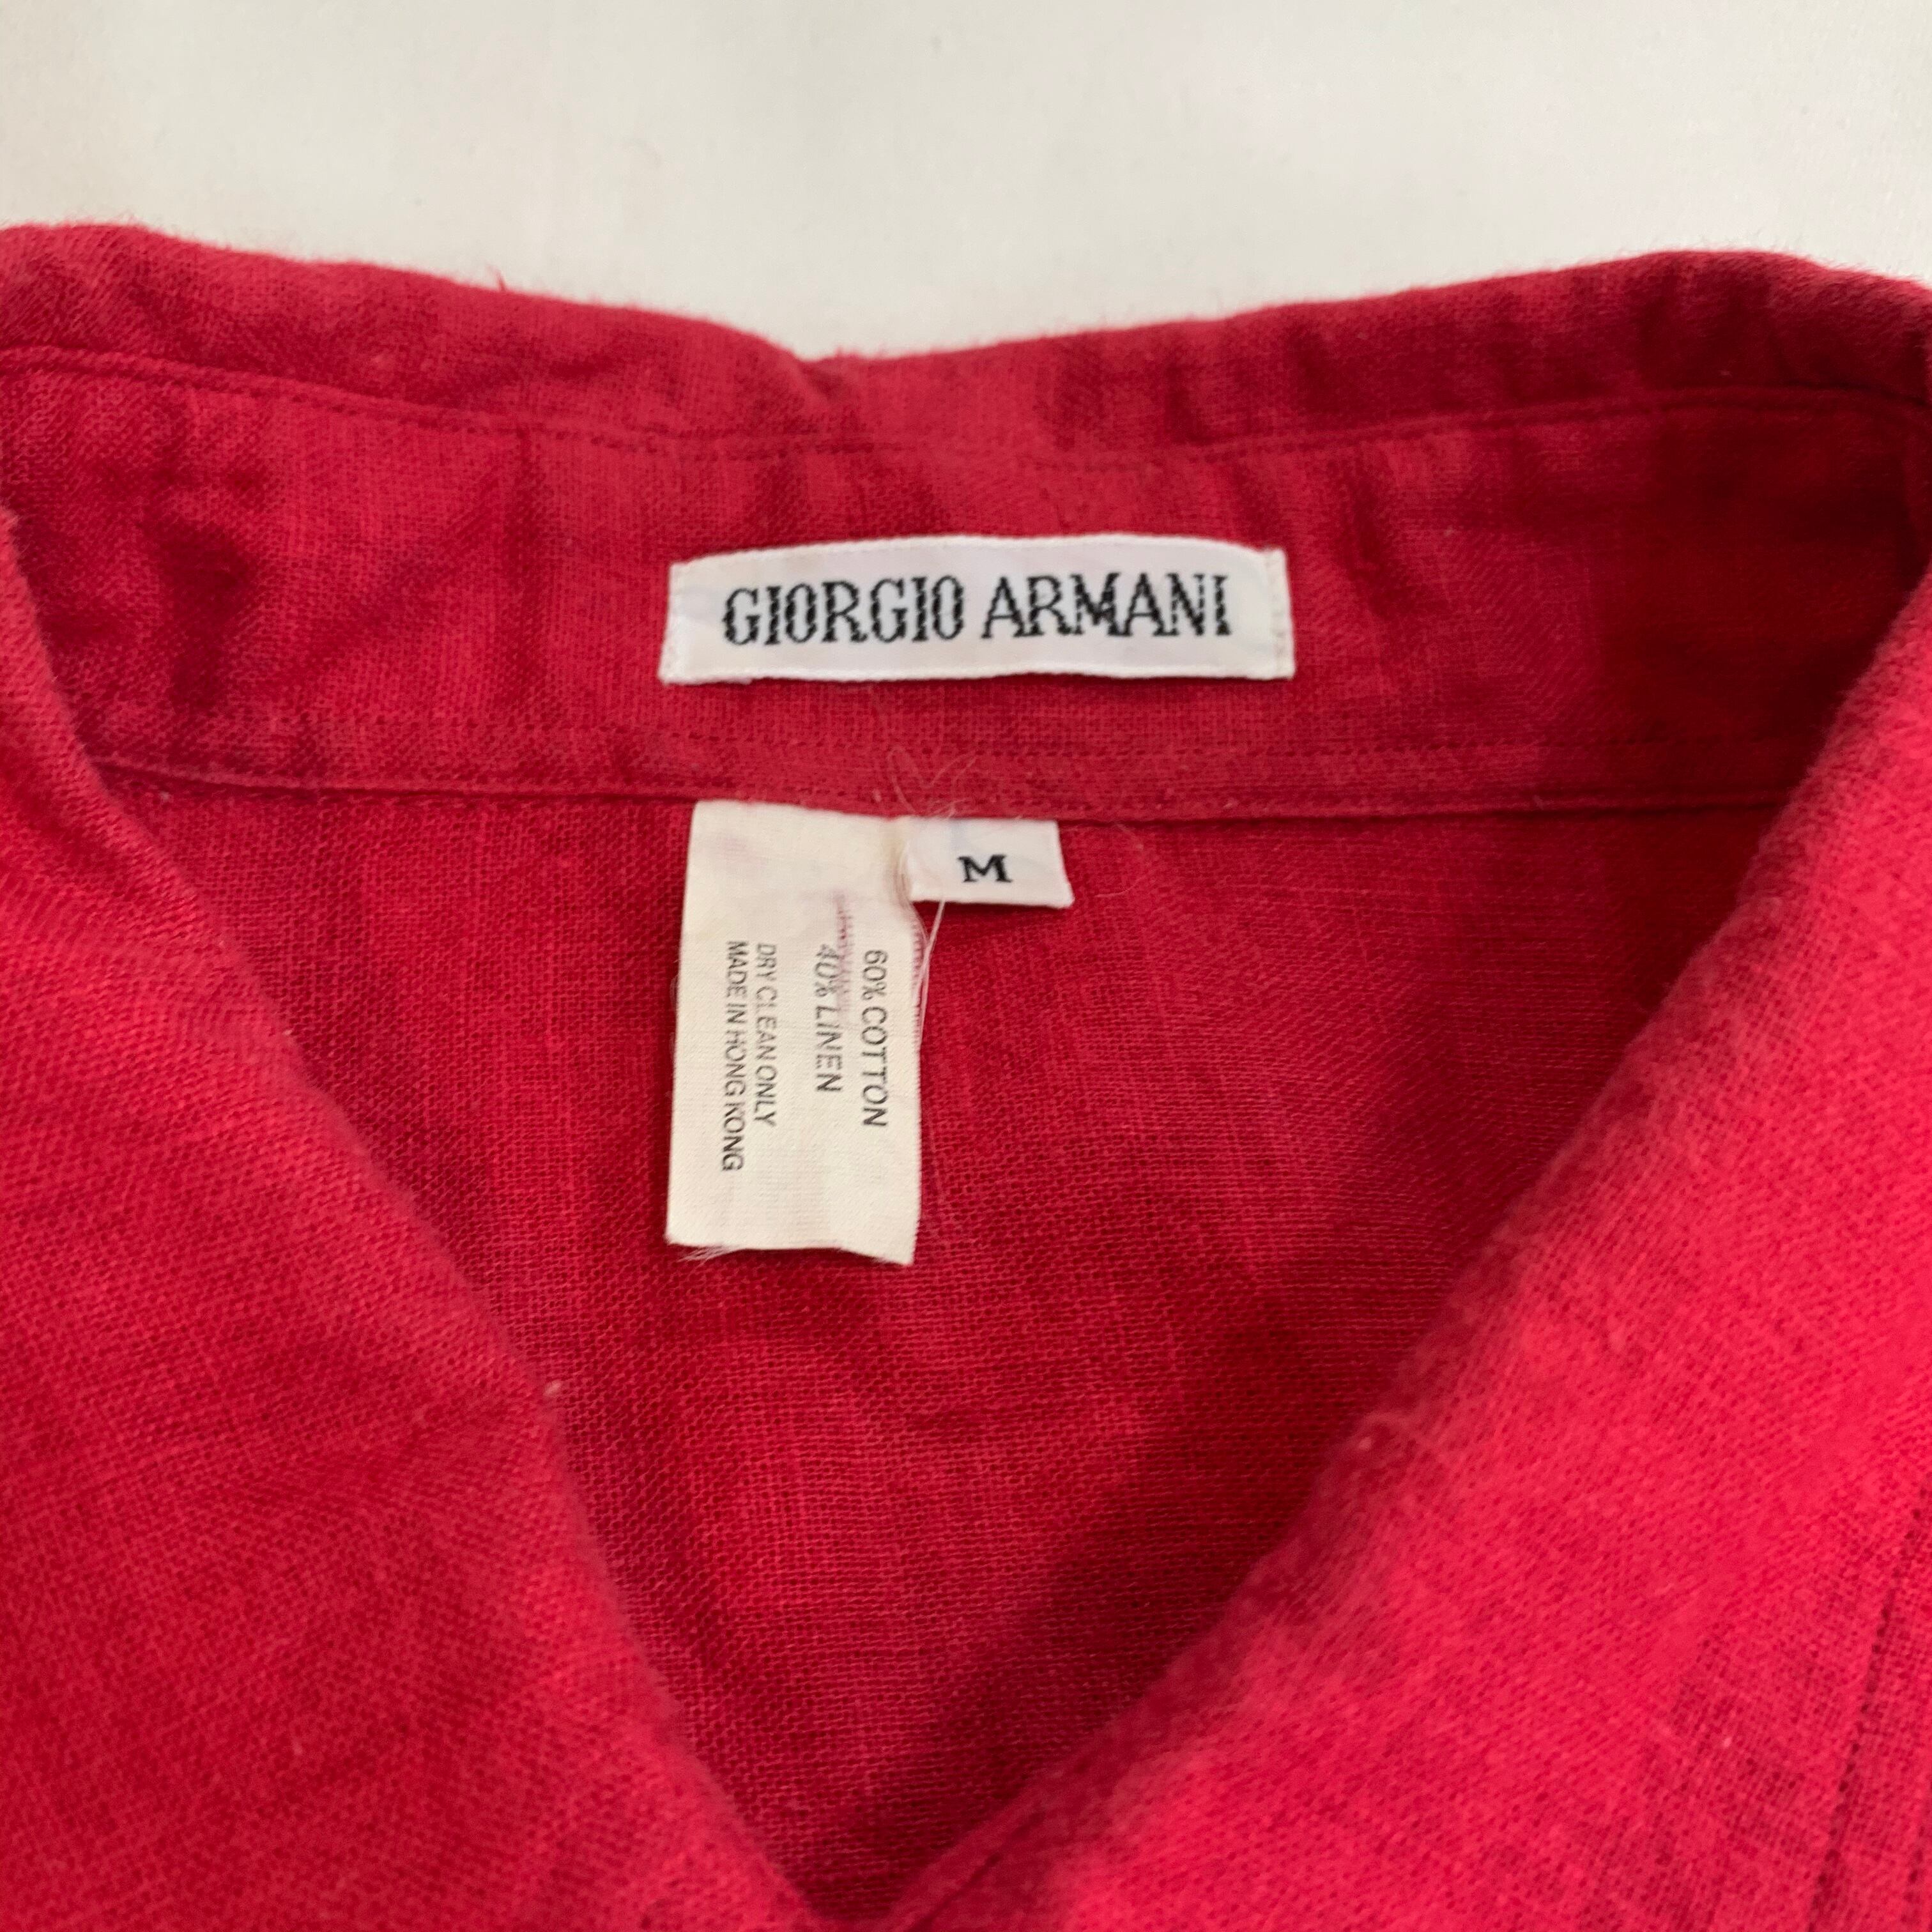 GIORGIO ARMANI
M
60% COTTON
40% LINEN
DRY CLEAN ONLY
MADE IN HONG KONG